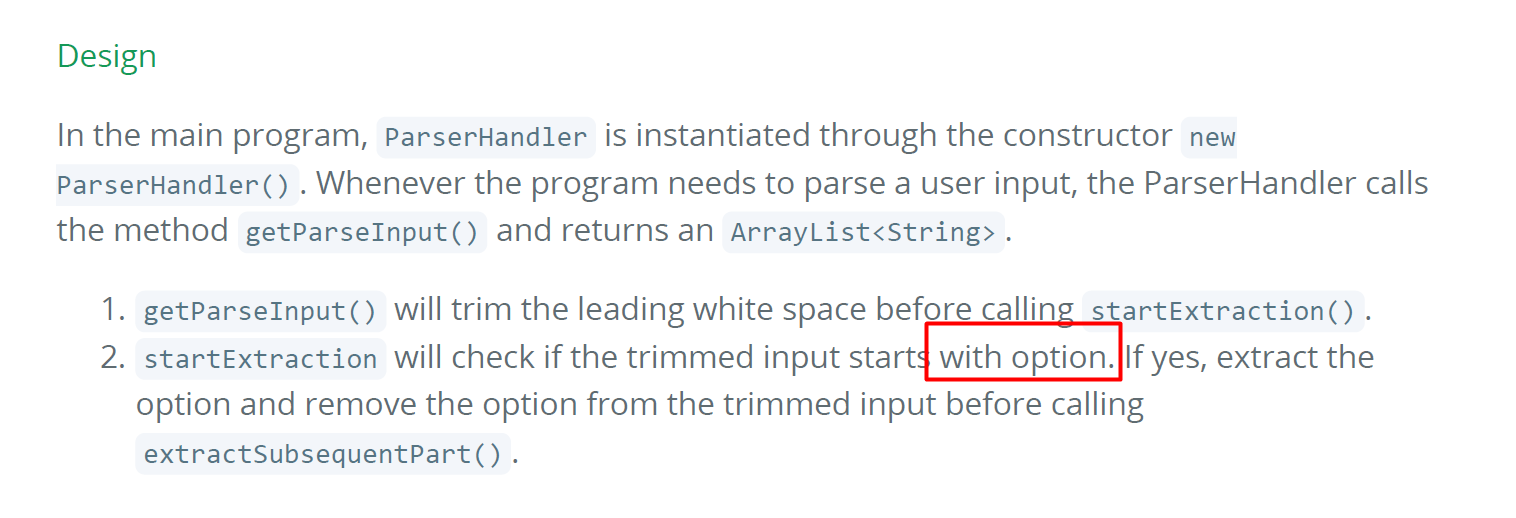 Design
In the main program, ParserHandler is instantiated through the constructor new
ParserHandler(). Whenever the program needs to parse a user input, the ParserHandler calls
the method getParseInput() and returns an ArrayList<String>.
1. getParseInput() will trim the leading white space before calling startExtraction().
2. startExtraction will check if the trimmed input starts with option. If yes, extract the
option and remove the option from the trimmed input before calling
extractSubsequentPart().